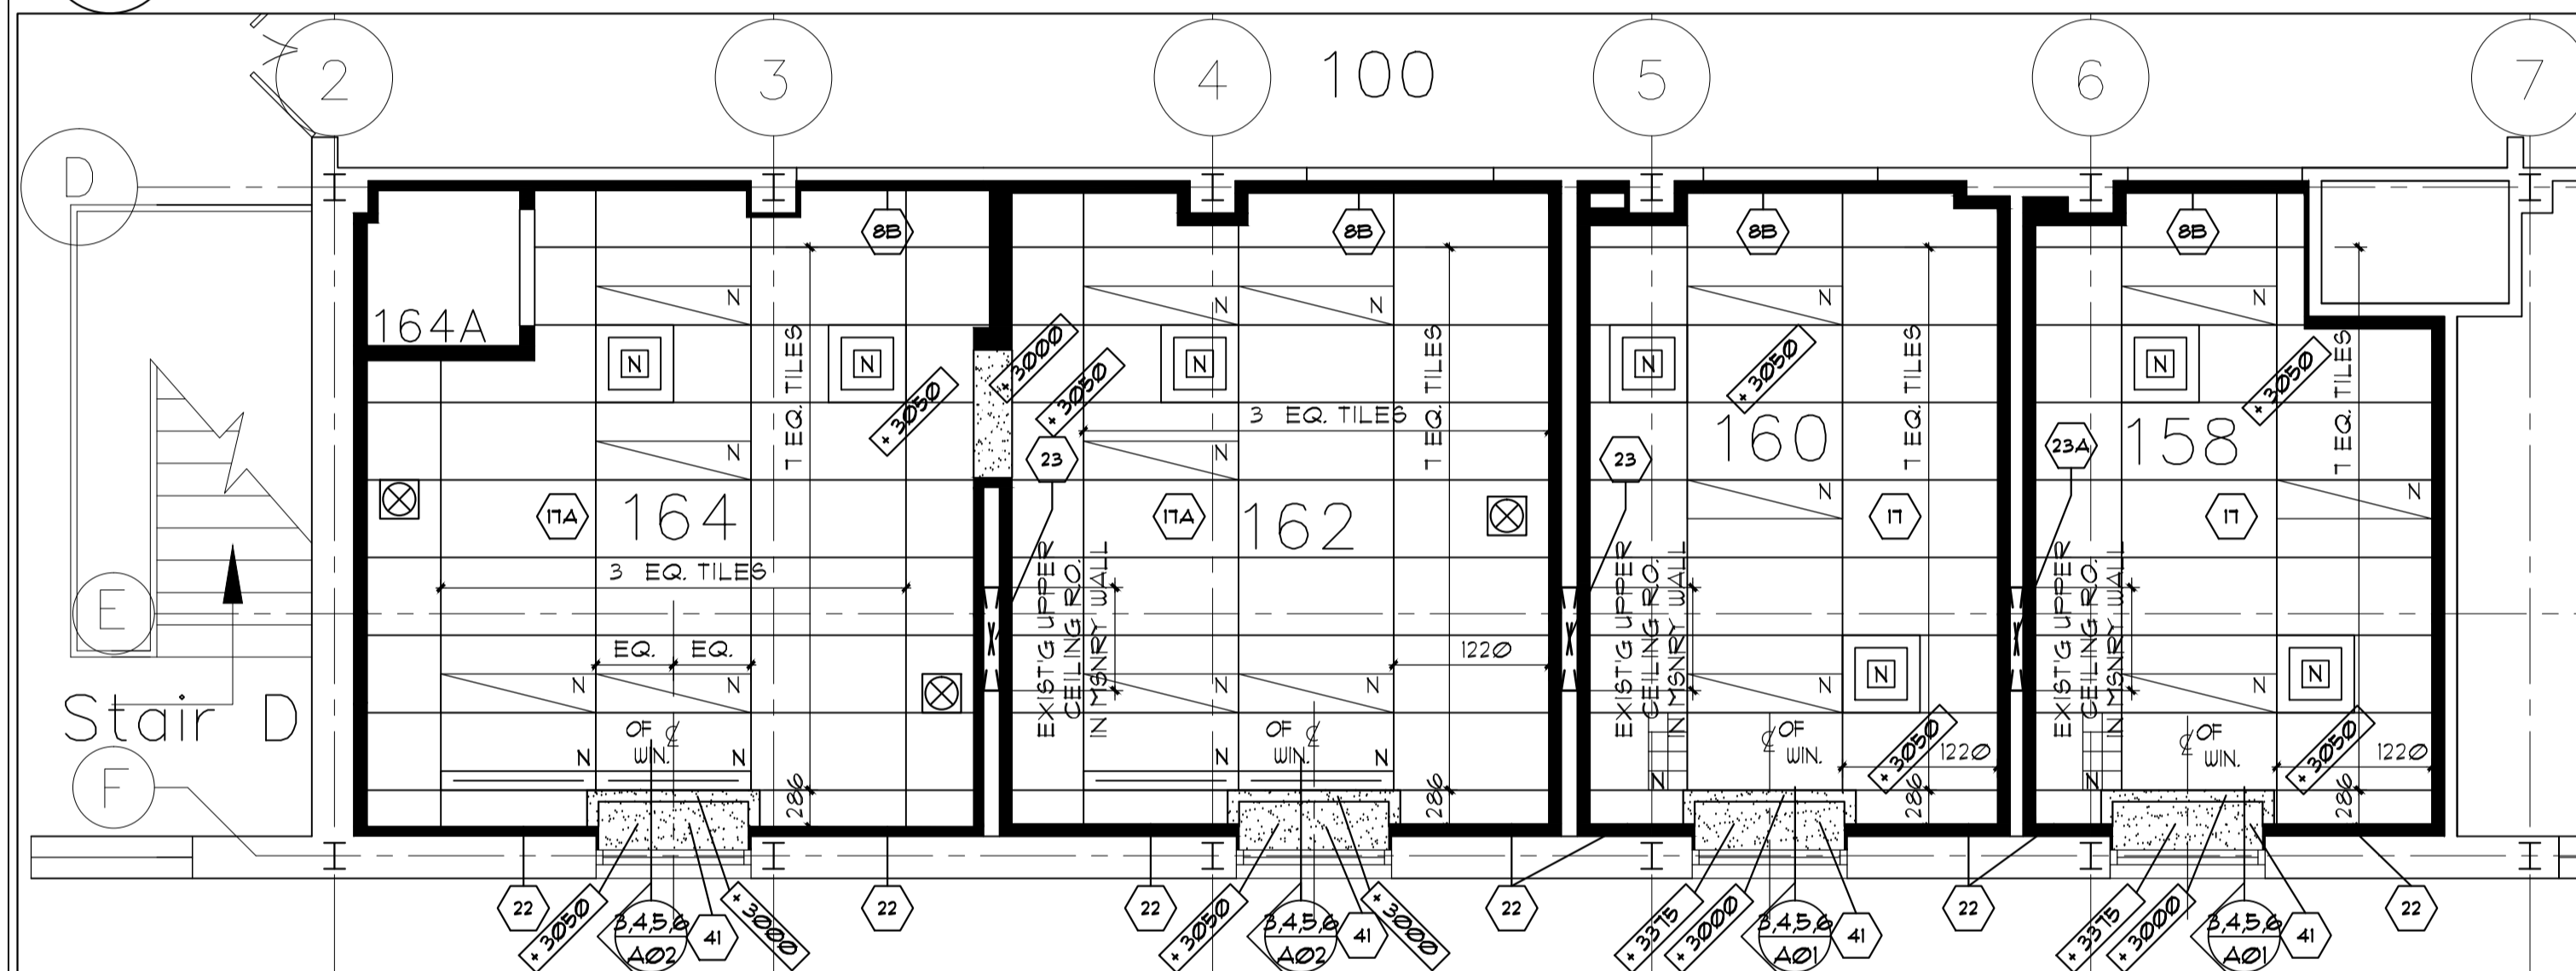 2
3
4
100
5
6
7
D
8B
8B
8B
8B
164A
N
N
N
N
N
N
N
N
N
N
N
7 EQ. TILES
7 EQ. TILES
7 EQ. TILES
7 EQ. TILES
+3050
+3000
+3050
+3050
+3050
3 EQ. TILES
160
158
N
N
23
23
23A
17A
164
17A
162
17
17
N
N
3 EQ. TILES
EXIST'G UPPER
CEILING R.O.
IN MSNRY WALL
EXIST'G UPPER
CEILING R.O.
IN MSNRY WALL
EXIST'G UPPER
CEILING R.O.
IN MSNRY WALL
E
EQ.
EQ.
1220
N
N
N
N
N
N
N
N
Stair D
OF
WIN.
℄
OF
WIN.
℄
℄ OF
WIN.
℄ OF
WIN.
N
N
N
N
+3050
1220
+3050
1220
F
286
286
286
286
22
+3050
3,4,5,6
A02
41
+3000
22
22
+3050
3,4,5,6
A02
41
+3000
22
+3375
+3000
3,4,5,6
A01
41
22
+3375
+3000
3,4,5,6
A01
41
22